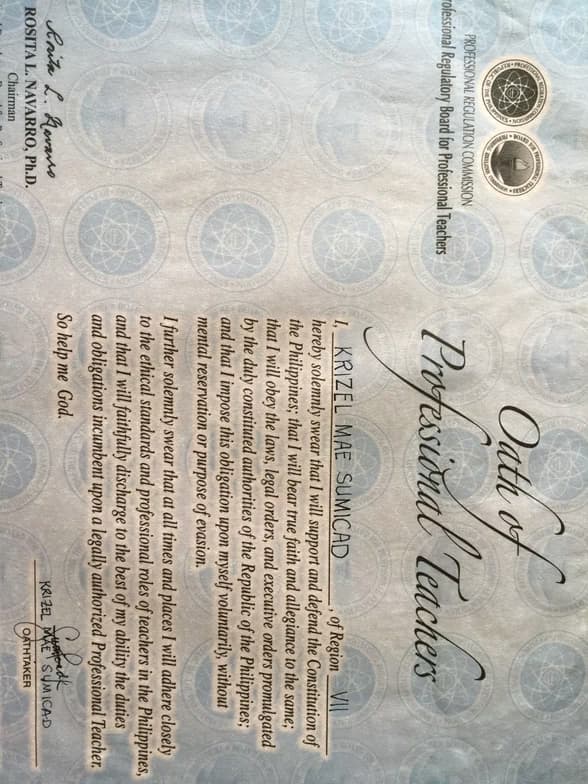 PROFESSIONAL REGULATION COMMISSION
Professional Regulatory Board for Professional Teachers
Oath of
Professional Teachers
I, KRIZEL MAE SUMICAD, of Region VII
hereby solemnly swear that I will support and defend the Constitution of
the Philippines; that I will bear true faith and allegiance to the same;
that I will obey the laws, legal orders, and executive orders promulgated
by the duly constituted authorities of the Republic of the Philippines;
and that I impose this obligation upon myself voluntarily, without
mental reservation or purpose of evasion.
I further solemnly swear that at all times and places I will adhere closely
to the ethical standards and professional roles of teachers in the Philippines,
and that I will faithfully discharge to the best of my ability the duties
and obligations incumbent upon a legally authorized Professional Teacher.
So help me God.
KRIZEL MAE SUMICAD
OATHTAKER
Rosita L. Navarro
ROSITA L. NAVARRO, Ph.D.
Chairman